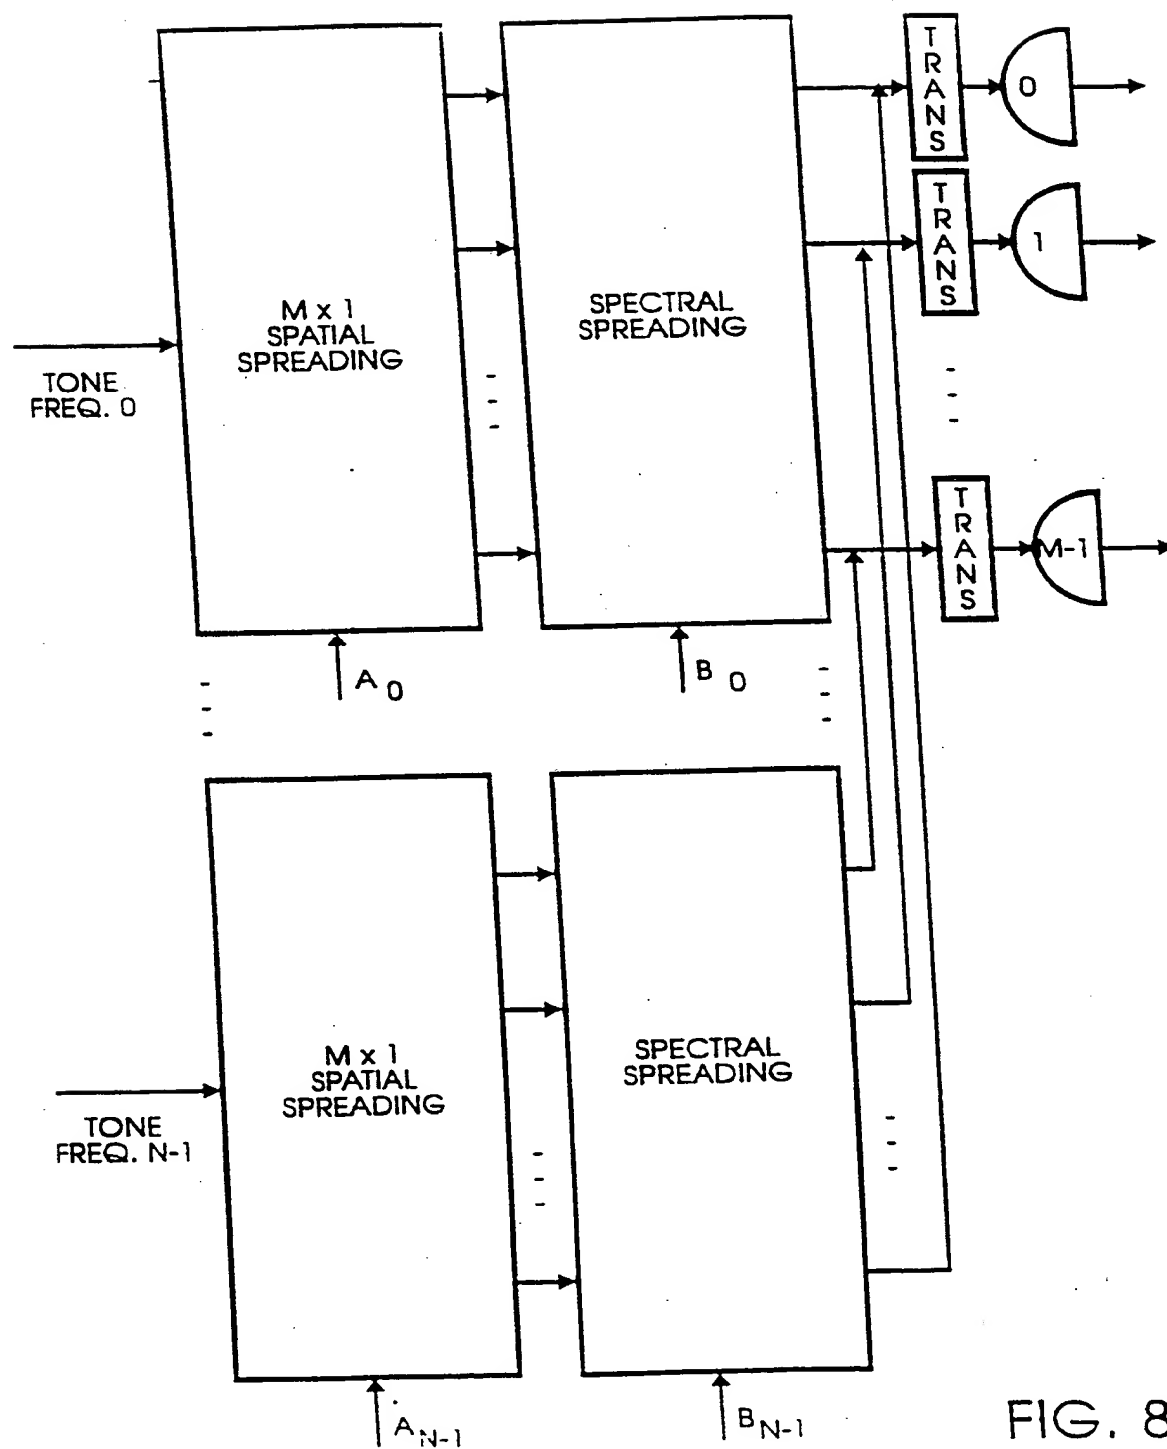 TRANS
0
TRANS
1
M x 1
SPATIAL
SPREADING
SPECTRAL
SPREADING
TONE
FREQ. 0
TRANS
M-1
A 0
B 0
M x 1
SPATIAL
SPREADING
SPECTRAL
SPREADING
TONE
FREQ. N-1
A N-1
B N-1
FIG. 8